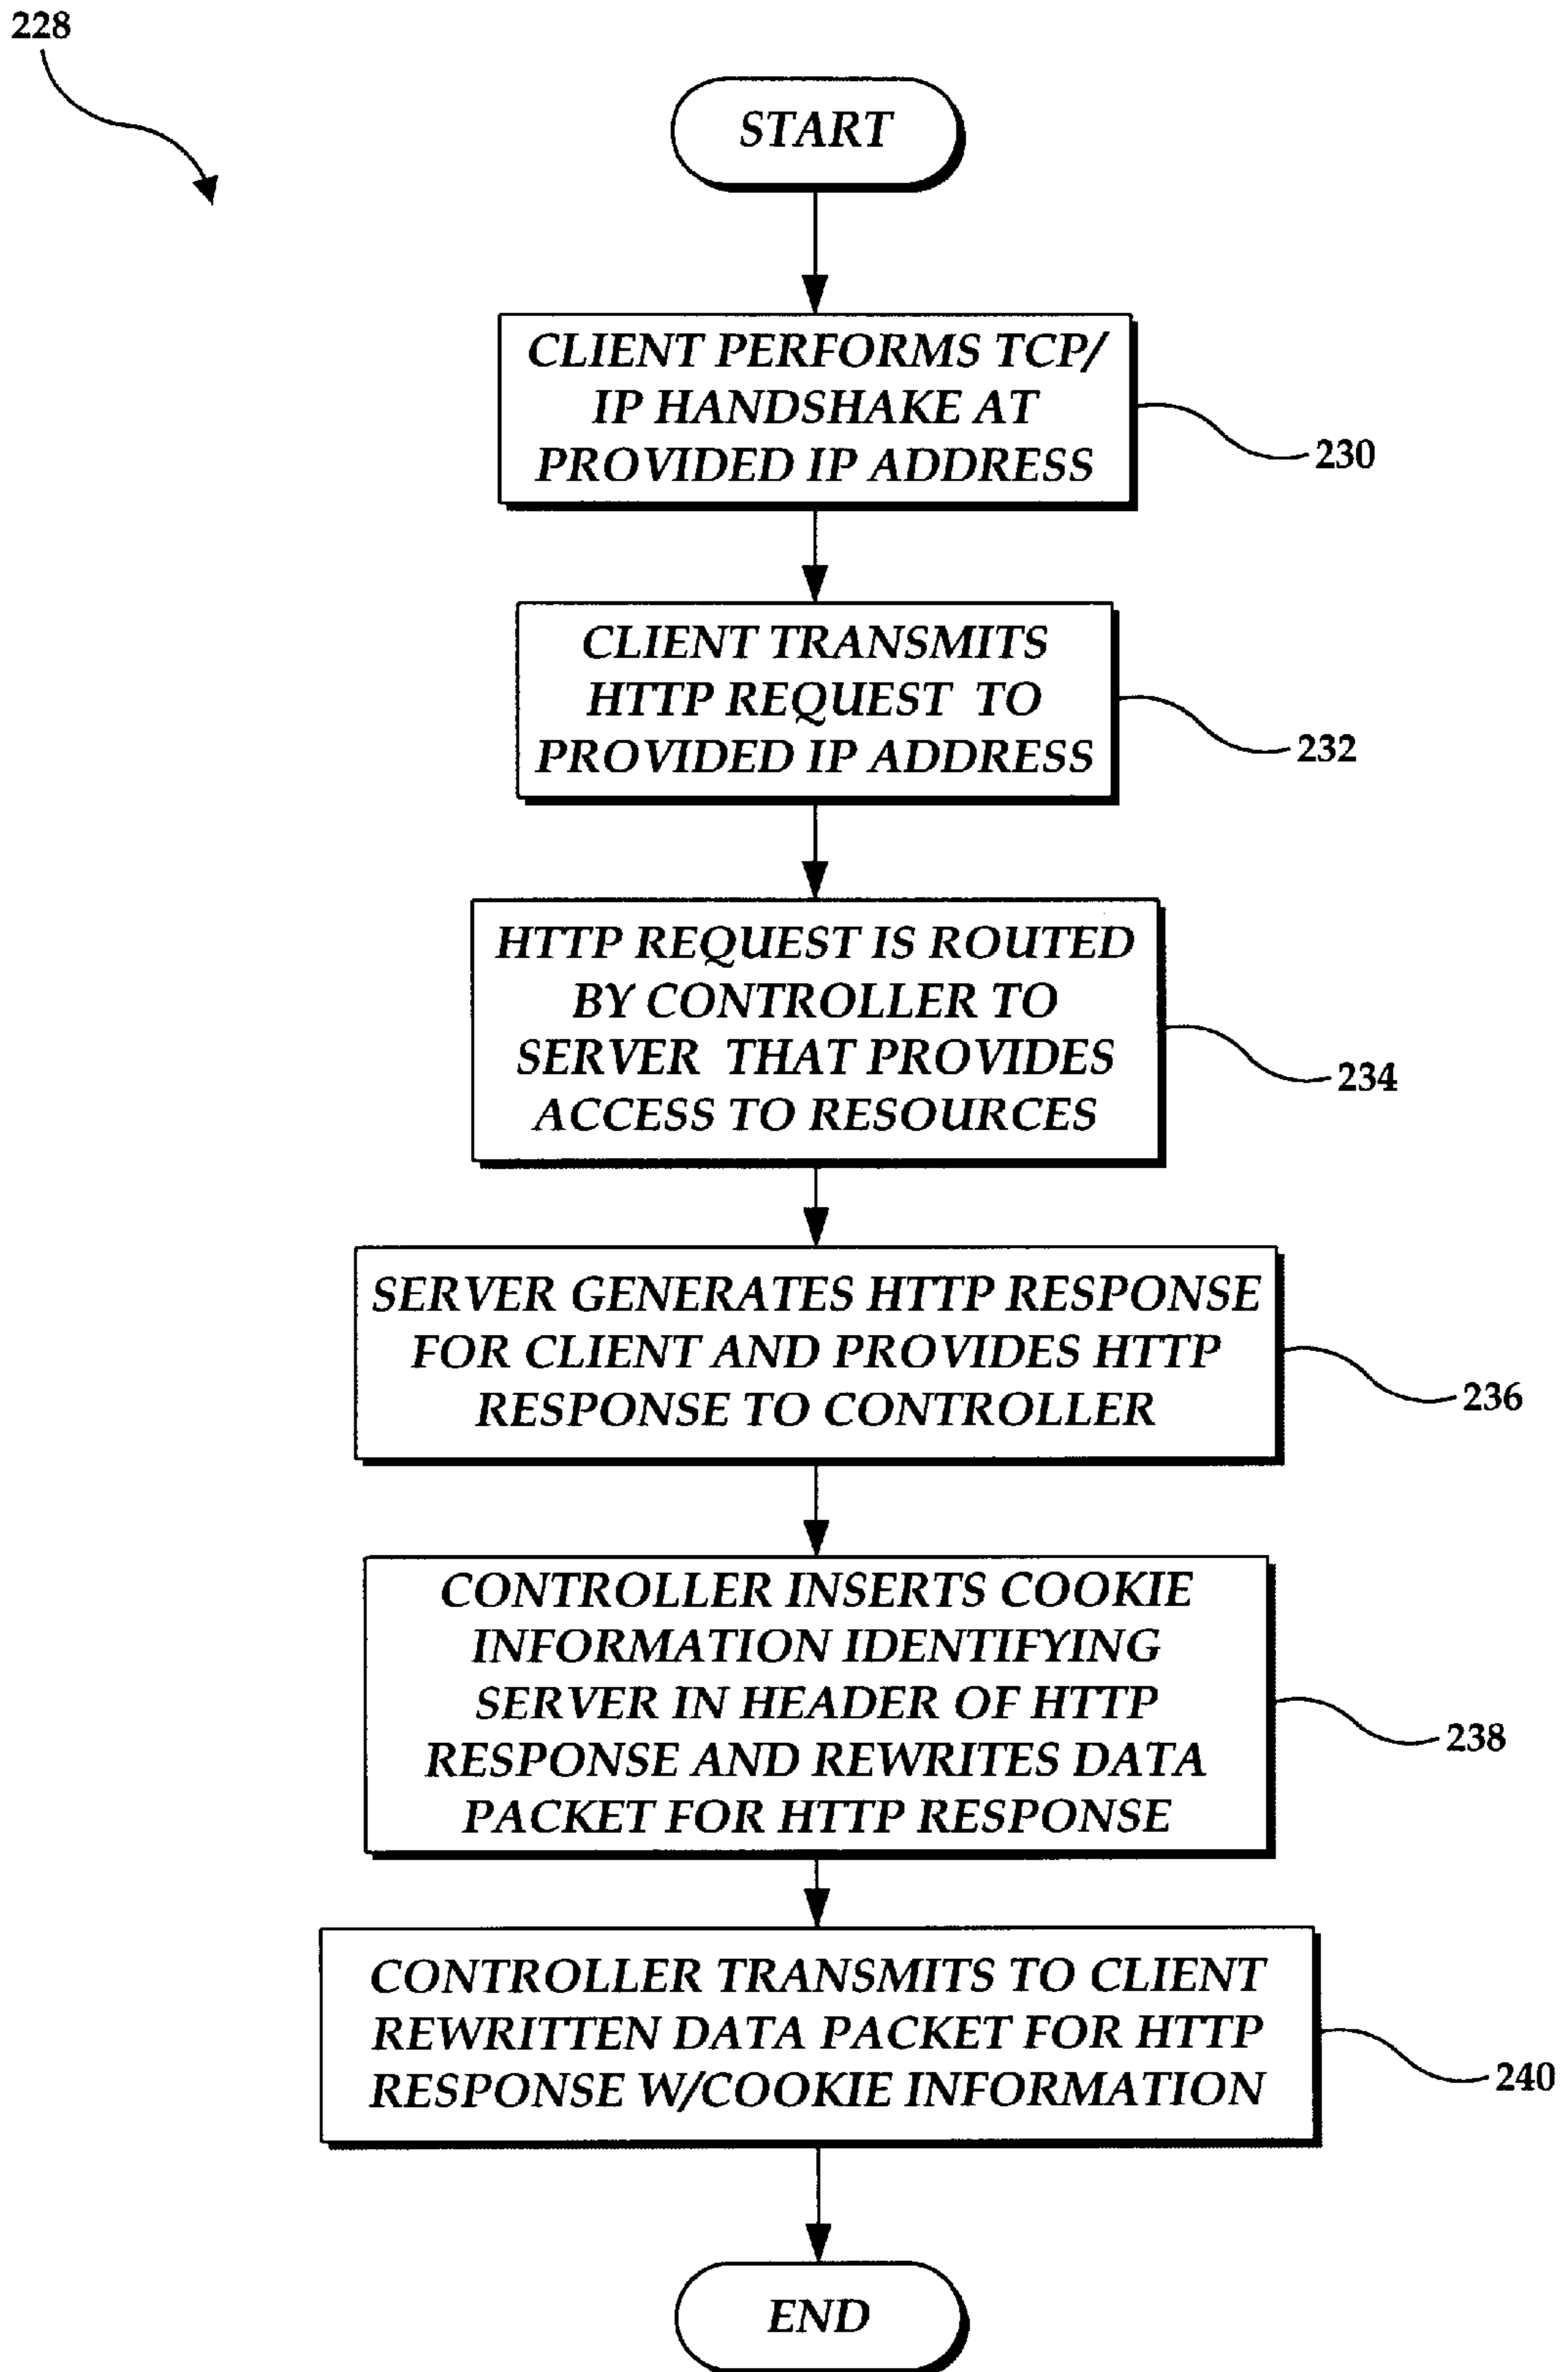 228
START
CLIENT PERFORMS TCP/
IP HANDSHAKE AT
PROVIDED IP ADDRESS
230
CLIENT TRANSMITS
HTTP REQUEST TO
PROVIDED IP ADDRESS
232
HTTP REQUEST IS ROUTED
BY CONTROLLER TO
SERVER THAT PROVIDES
ACCESS TO RESOURCES
234
SERVER GENERATES HTTP RESPONSE
FOR CLIENT AND PROVIDES HTTP
RESPONSE TO CONTROLLER
236
CONTROLLER INSERTS COOKIE
INFORMATION IDENTIFYING
SERVER IN HEADER OF HTTP
RESPONSE AND REWRITES DATA
PACKET FOR HTTP RESPONSE
238
CONTROLLER TRANSMITS TO CLIENT
REWRITTEN DATA PACKET FOR HTTP
RESPONSE W/COOKIE INFORMATION
240
END